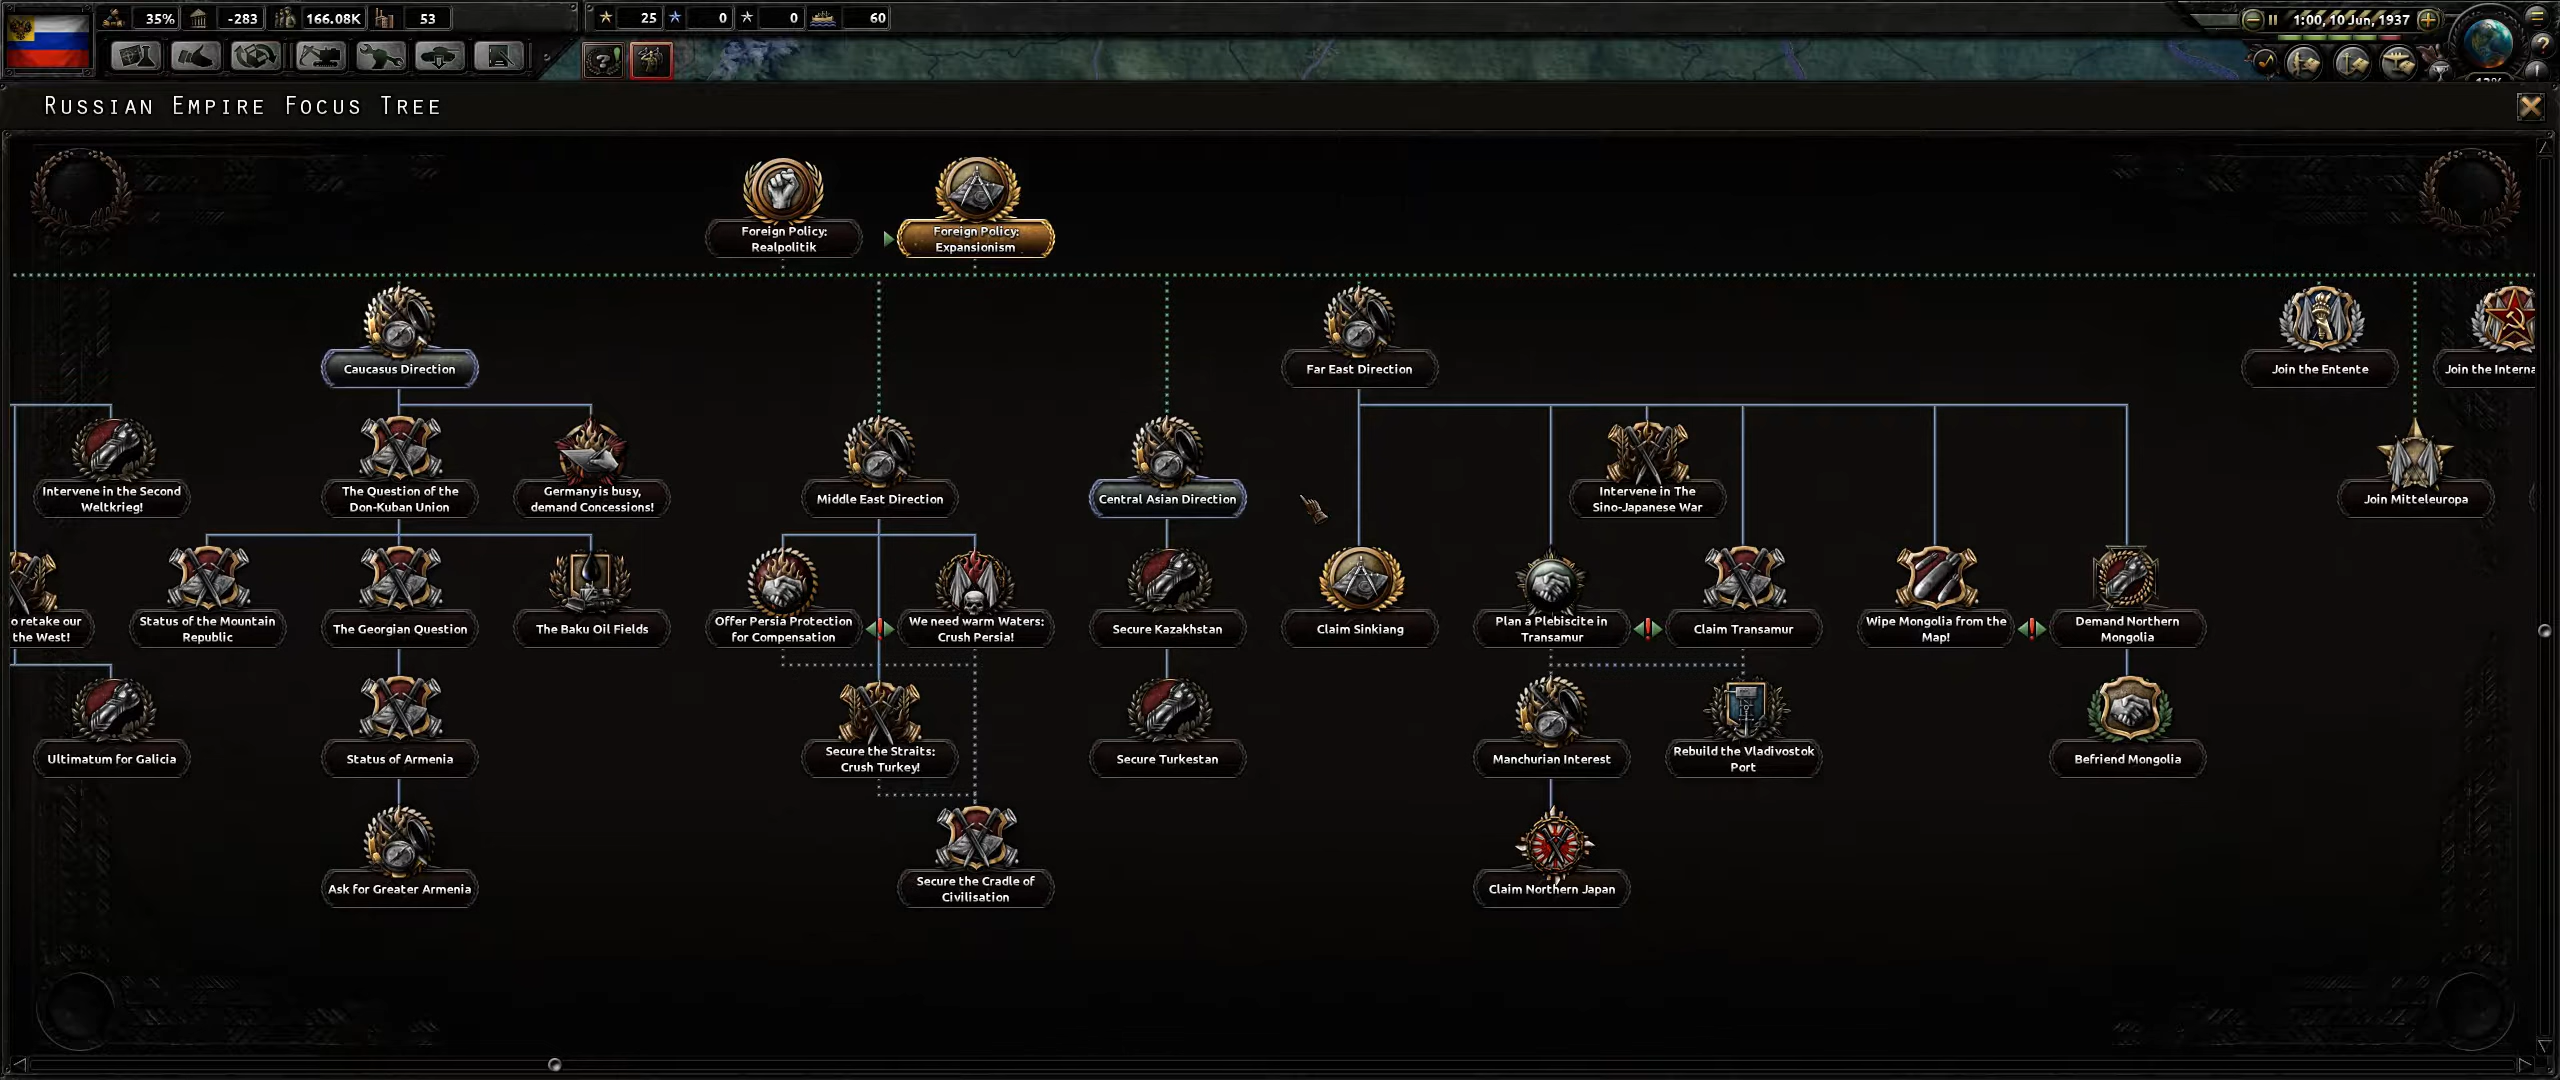 35%
-283
166.08K
53
25
0
0
60
1:00, 10 Jun, 1937
Russian Empire Focus Tree
Foreign Policy:
Realpolitik
Foreign Policy:
Expansionism
Caucasus Direction
Far East Direction
Join the Entente
Join the Interna
Intervene in the Second
Weltkrieg!
The Question of the
Don-Kuban Union
Germany is busy,
demand Concessions!
Middle East Direction
Central Asian Direction
Intervene in The
Sino-Japanese War
Join Mitteleuropa
o retake our
the West!
Status of the Mountain
Republic
The Georgian Question
The Baku Oil Fields
Offer Persia Protection
for Compensation
We need warm Waters:
Crush Persia!
Secure Kazakhstan
Claim Sinkiang
Plan a Plebiscite in
Transamur
Claim Transamur
Wipe Mongolia from the
Map!
Demand Northern
Mongolia
Ultimatum for Galicia
Status of Armenia
Secure the Straits:
Crush Turkey!
Secure Turkestan
Manchurian Interest
Rebuild the Vladivostok
Port
Befriend Mongolia
Ask for Greater Armenia
Secure the Cradle of
Civilisation
Claim Northern Japan